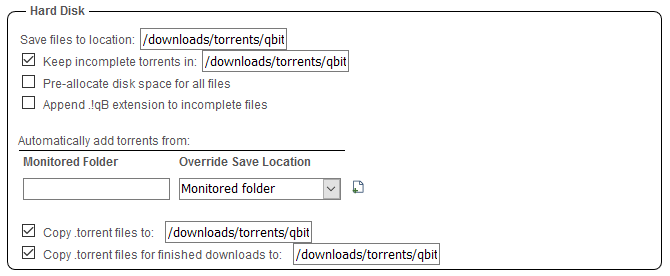 Hard Disk
Save files to location: /downloads/torrents/qbit
Keep incomplete torrents in: /downloads/torrents/qbit
Pre-allocate disk space for all files
Append .!qB extension to incomplete files
Automatically add torrents from:
Monitored Folder Override Save Location
Monitored folder
Copy .torrent files to: /downloads/torrents/qbit
Copy .torrent files for finished downloads to: /downloads/torrents/qbit